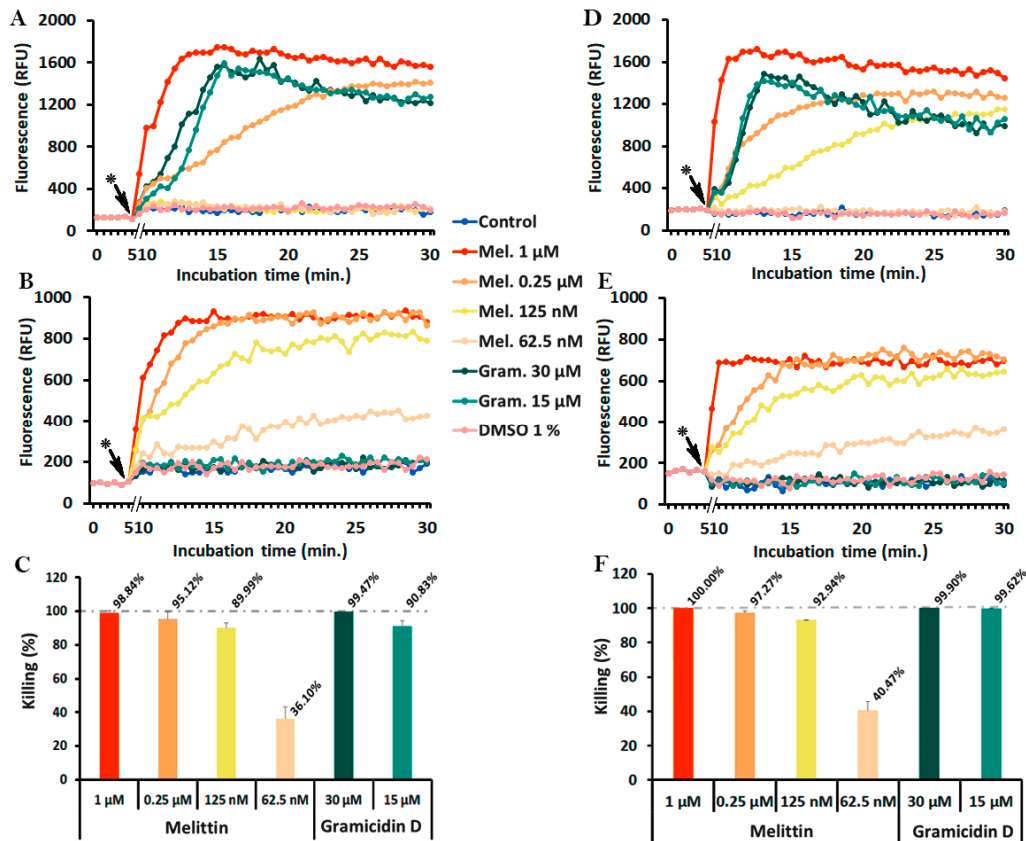 A
Fluorescence (RFU)
2000
1600
1200
800
400
0
*
0 5 10 15 20 25 30
Incubation time (min.)
B
Fluorescence (RFU)
1000
800
600
400
200
0
*
0 5 10 15 20 25 30
Incubation time (min.)
C
Killing (%)
120
100
80
60
40
20
0
98.84%
95.12%
89.99%
36.10%
99.47%
90.83%
1 µM 0.25 µM 125 nM 62.5 nM 30 µM 15 µM
Melittin Gramicidin D
Control
Mel. 1 µM
Mel. 0.25 µM
Mel. 125 nM
Mel. 62.5 nM
Gram. 30 µM
Gram. 15 µM
DMSO 1 %
D
Fluorescence (RFU)
2000
1600
1200
800
400
0
*
0 5 10 15 20 25 30
Incubation time (min.)
E
Fluorescence (RFU)
1000
800
600
400
200
0
*
0 5 10 15 20 25 30
Incubation time (min.)
F
Killing (%)
120
100
80
60
40
20
0
100.00%
97.27%
92.94%
40.47%
99.90%
99.62%
1 µM 0.25 µM 125 nM 62.5 nM 30 µM 15 µM
Melittin Gramicidin D